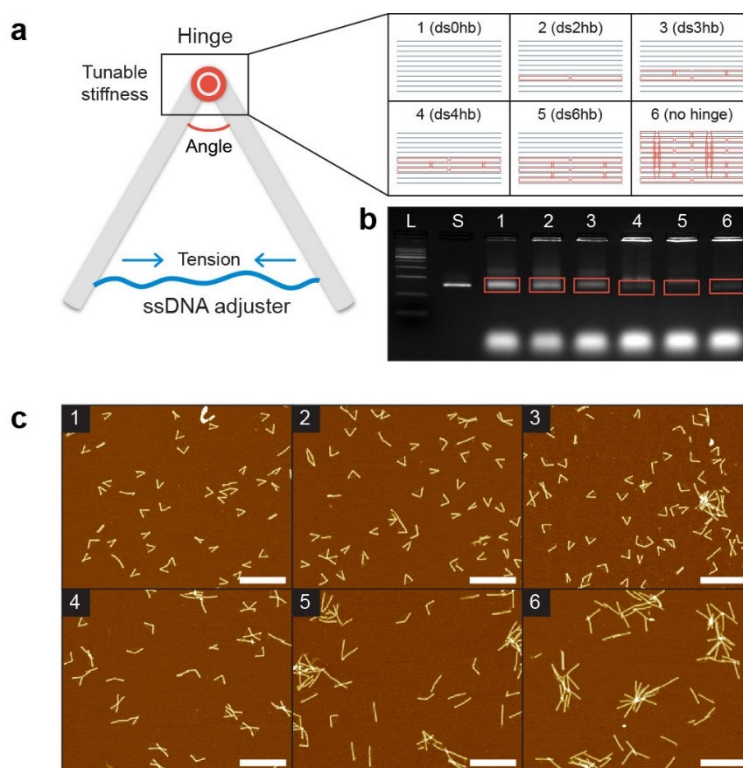 a
Hinge
Tunable
stiffness
Angle
Tension
ssDNA adjuster
1 (ds0hb)
2 (ds2hb)
3 (ds3hb)
4 (ds4hb)
5 (ds6hb)
6 (no hinge)
b
L S 1 2 3 4 5 6
c
1
2
3
4
5
6